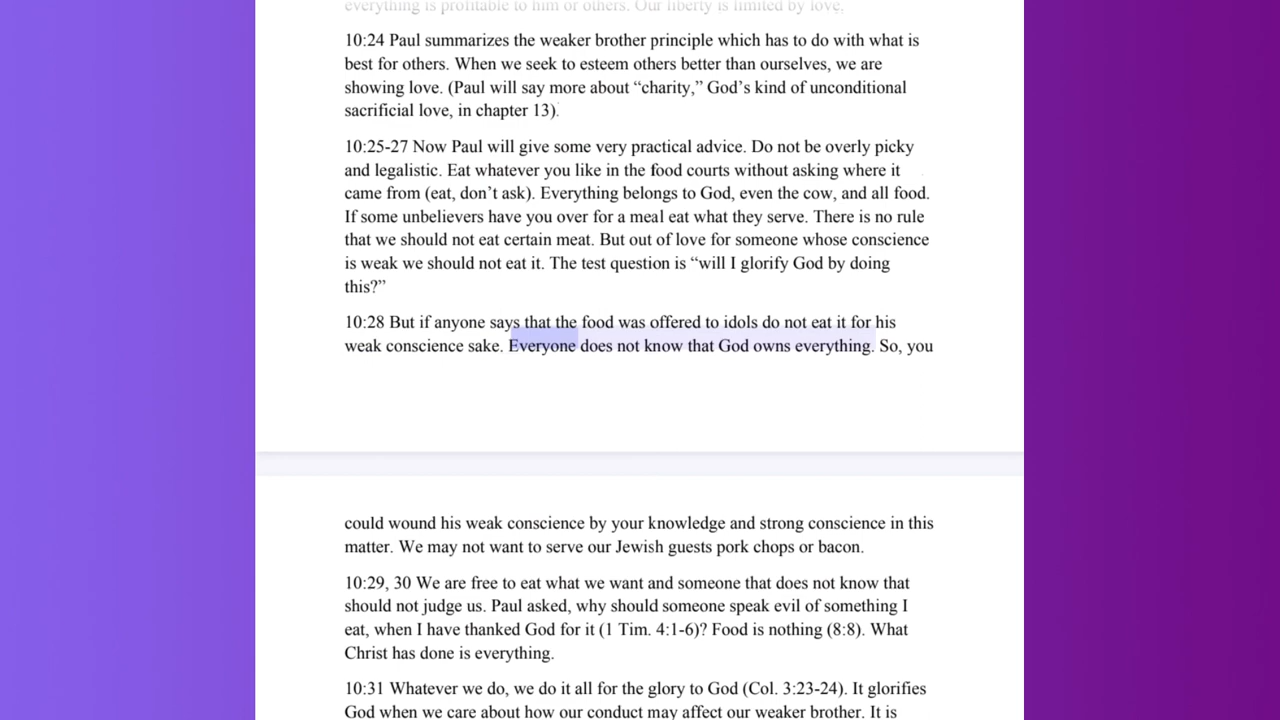 everything is profitable to him or others. Our liberty is limited by love,
10:24 Paul summarizes the weaker brother principle which has to do with what is
best for others. When we seek to esteem others better than ourselves, we are
showing love. (Paul will say more about “charity,” God’s kind of unconditional
sacrificial love, in chapter 13).
10:25-27 Now Paul will give some very practical advice. Do not be overly picky
and legalistic. Eat whatever you like in the food courts without asking where it
came from (eat, don’t ask). Everything belongs to God, even the cow, and all food.
If some unbelievers have you over for a meal eat what they serve. There is no rule
that we should not eat certain meat. But out of love for someone whose conscience
is weak we should not eat it. The test question is “will I glorify God by doing
this?”
10:28 But if anyone says that the food was offered to idols do not eat it for his
weak conscience sake. Everyone does not know that God owns everything. So, you
could wound his weak conscience by your knowledge and strong conscience in this
matter. We may not want to serve our Jewish guests pork chops or bacon.
10:29, 30 We are free to eat what we want and someone that does not know that
should not judge us. Paul asked, why should someone speak evil of something I
eat, when I have thanked God for it (1 Tim. 4:1-6)? Food is nothing (8:8). What
Christ has done is everything.
10:31 Whatever we do, we do it all for the glory to God (Col. 3:23-24). It glorifies
God when we care about how our conduct may affect our weaker brother. It is